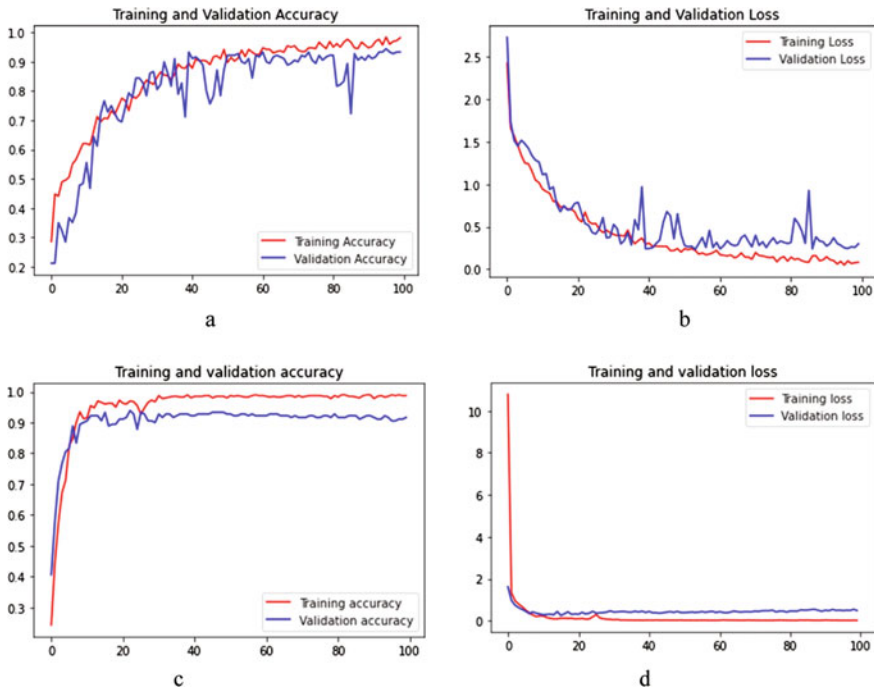 Training and Validation Accuracy
1.0
0.9
0.8
0.7
0.6
0.5
0.4
0.3
0.2
Training Accuracy
Validation Accuracy
0 20 40 60 80 100
a
Training and Validation Loss
2.5
2.0
1.5
1.0
0.5
0.0
Training Loss
Validation Loss
0 20 40 60 80 100
b
Training and validation accuracy
1.0
0.9
0.8
0.7
0.6
0.5
0.4
0.3
Training accuracy
Validation accuracy
0 20 40 60 80 100
c
Training and validation loss
10
8
6
4
2
0
Training loss
Validation loss
0 20 40 60 80 100
d